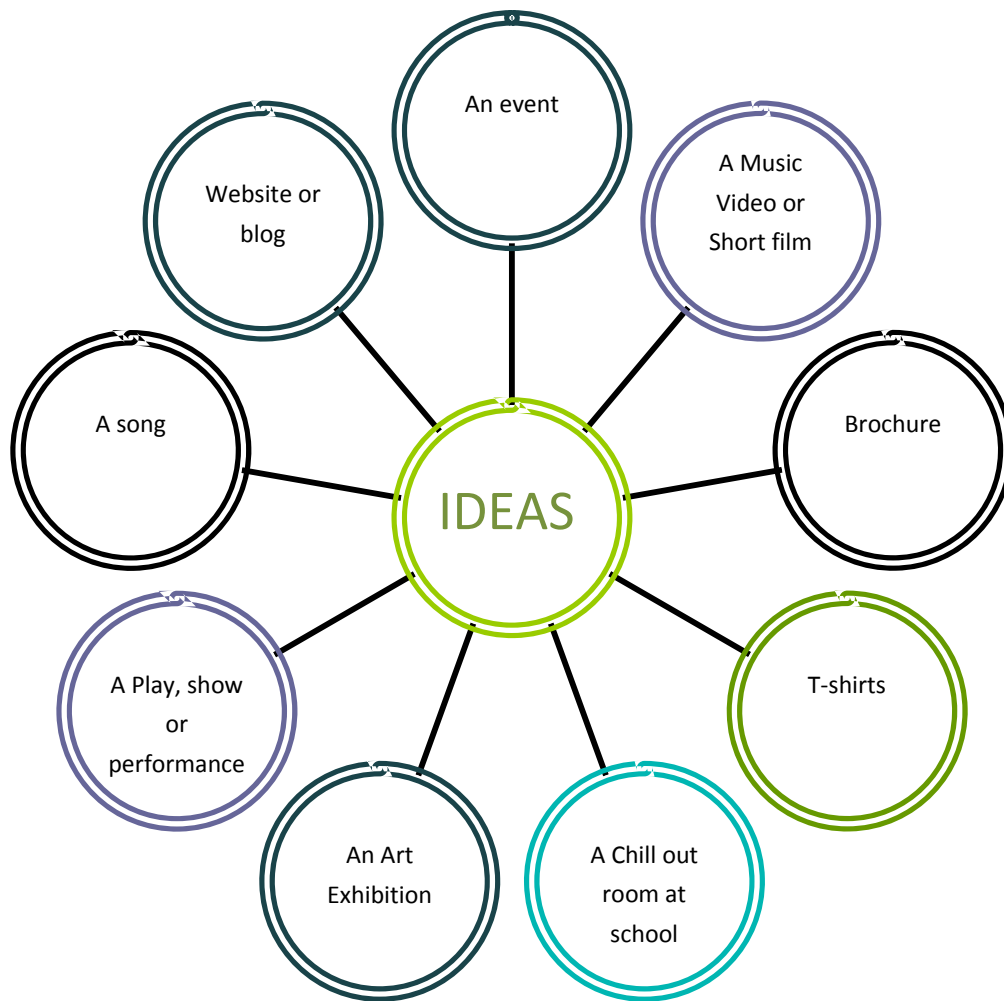 An event
A Music
Video or
Short film
Brochure
T-shirts
A Chill out
room at
school
An Art
Exhibition
A Play, show
or
performance
A song
Website or
blog
IDEAS